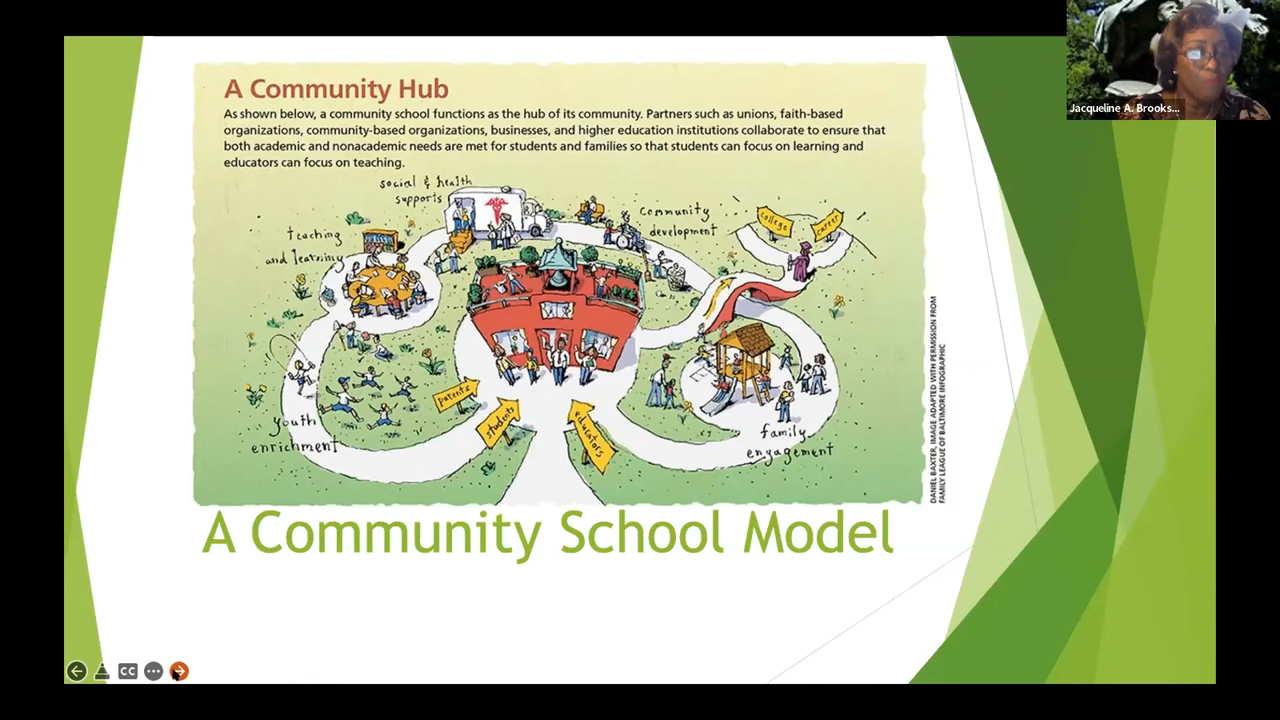 A Community Hub
As shown below, a community school functions as the hub of its community. Partners such as unions, faith-based
organizations, community-based organizations, businesses, and higher education institutions collaborate to ensure that
both academic and nonacademic needs are met for students and families so that students can focus on learning and
educators can focus on teaching.
social & health
supports
community
development
college
career
teaching
and learning
parents
students
educators
youth
enrichment
family
engagement
DANIEL BAXTER, IMAGE ADAPTED WITH PERMISSION FROM
FAMILY LEAGUE OF BALTIMORE INFOGRAPHIC
A Community School Model
Jacqueline A. Brooks...
CC